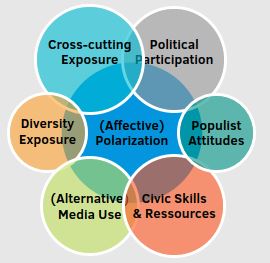 Cross-cutting
Exposure
Political
Participation
Diversity
Exposure
(Affective)
Polarization
Populist
Attitudes
(Alternative)
Media Use
Civic Skills
& Ressources